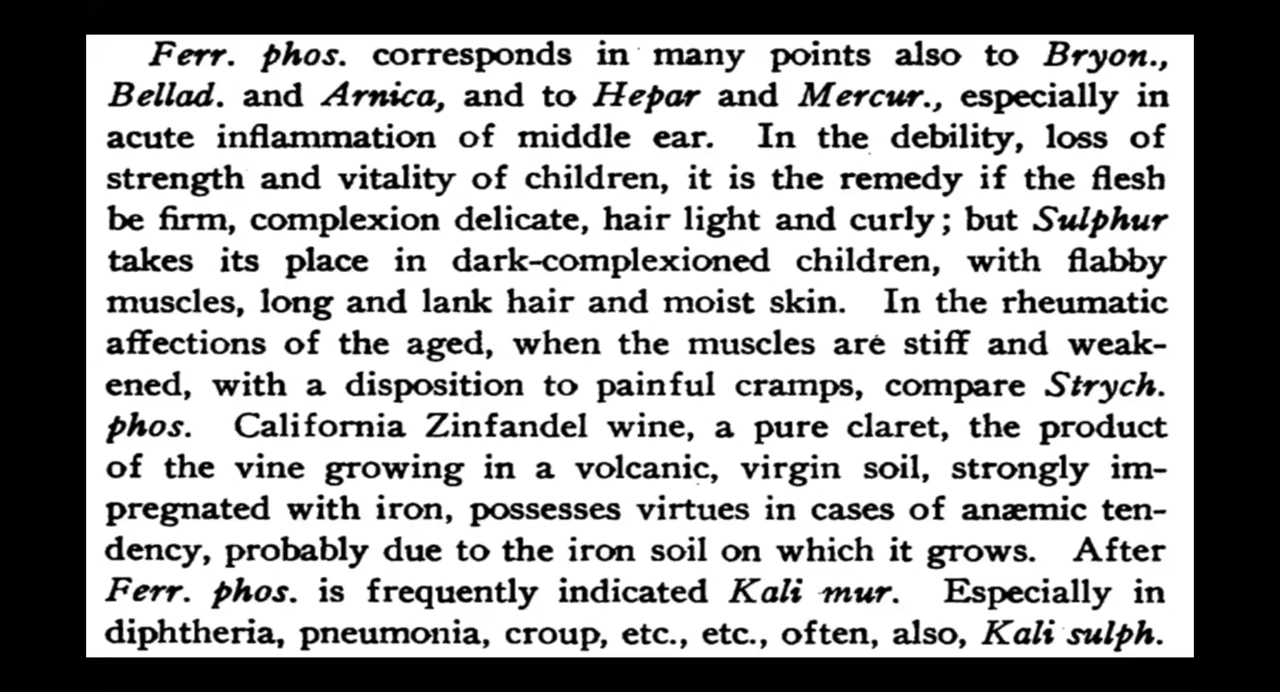 Ferr. phos. corresponds in many points also to Bryon.,
Bellad. and Arnica, and to Hepar and Mercur., especially in
acute inflammation of middle ear. In the debility, loss of
strength and vitality of children, it is the remedy if the flesh
be firm, complexion delicate, hair light and curly; but Sulphur
takes its place in dark-complexioned children, with flabby
muscles, long and lank hair and moist skin. In the rheumatic
affections of the aged, when the muscles are stiff and weak-
ened, with a disposition to painful cramps, compare Strych.
phos. California Zinfandel wine, a pure claret, the product
of the vine growing in a volcanic, virgin soil, strongly im-
pregnated with iron, possesses virtues in cases of anæmic ten-
dency, probably due to the iron soil on which it grows. After
Ferr. phos. is frequently indicated Kali mur. Especially in
diphtheria, pneumonia, croup, etc., etc., often, also, Kali sulph.